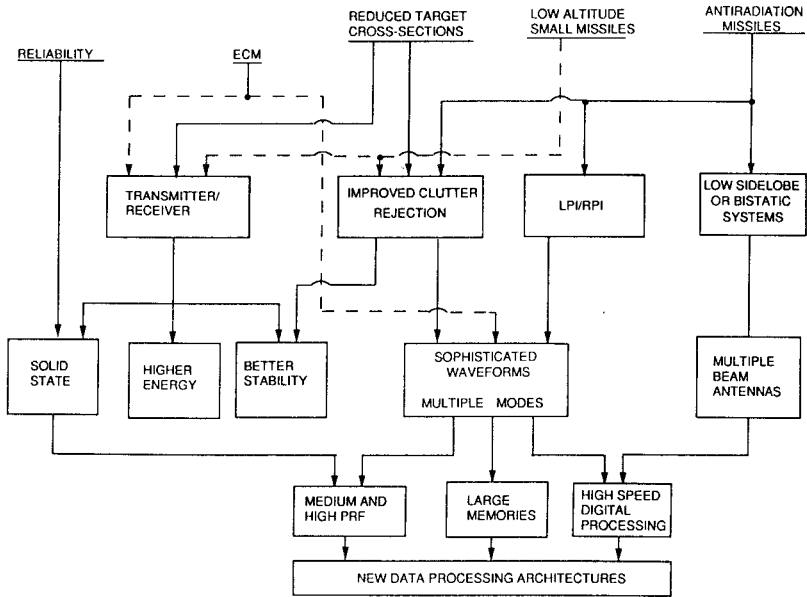 REDUCED TARGET
CROSS-SECTIONS
LOW ALTITUDE
SMALL MISSILES
ANTIRADIATION
MISSILES
RELIABILITY
ECM
TRANSMITTER/
RECEIVER
IMPROVED CLUTTER
REJECTION
LPI/RPI
LOW SIDELOBE
OR BISTATIC
SYSTEMS
SOLID
STATE
HIGHER
ENERGY
BETTER
STABILITY
SOPHISTICATED
WAVEFORMS
MULTIPLE MODES
MULTIPLE
BEAM
ANTENNAS
MEDIUM AND
HIGH PRF
LARGE
MEMORIES
HIGH SPEED
DIGITAL
PROCESSING
NEW DATA PROCESSING ARCHITECTURES